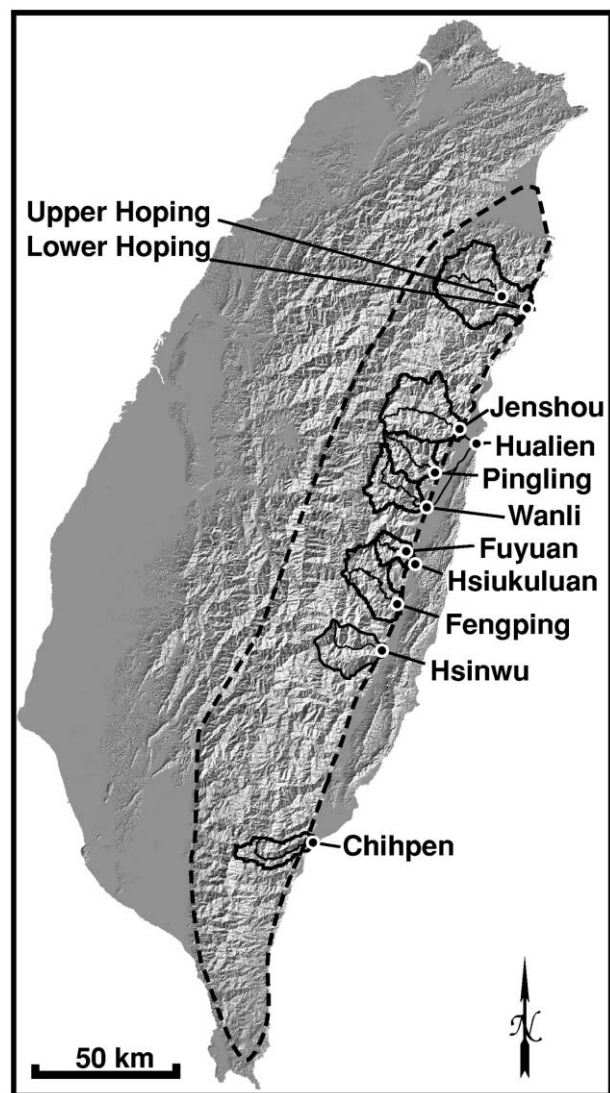 Upper Hoping
Lower Hoping
Jenshou
Hualien
Pingling
Wanli
Fuyuan
Hsiukuluan
Fengping
Hsinwu
Chihpen
50 km
N